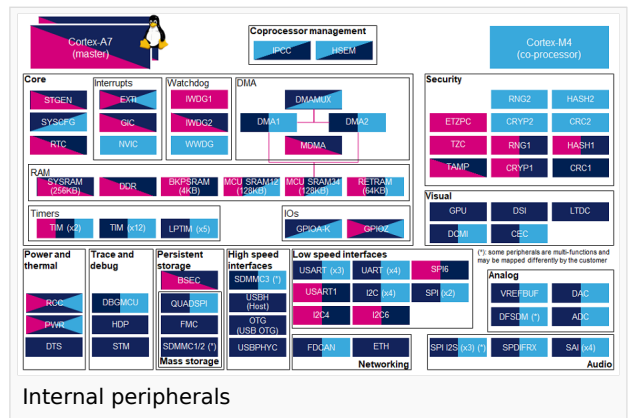 Cortex-A7
(master)
Coprocessor management
IPCC
HSEM
Cortex-M4
(co-processor)
Core
STGEN
SYSCFG
RTC
Interrupts
EXTI
GIC
NVIC
Watchdog
IWDG1
IWDG2
WWDG
DMA
DMAMUX
DMA1
DMA2
MDMA
Security
RNG2
HASH2
ETZPC
CRYP2
CRC2
TZC
RNG1
HASH1
TAMP
CRYP1
CRC1
RAM
SYSRAM
(256KB)
DDR
BKPSRAM
(4KB)
MCU SRAM12
(128KB)
MCU SRAM34
(128KB)
RETRAM
(64KB)
Timers
TIM (x2)
TIM (x12)
LPTIM (x5)
IOs
GPIOA-K
GPIOZ
Visual
GPU
DSI
LTDC
DCMI
CEC
Power and
thermal
RCC
PWR
DTS
Trace and
debug
DBGMCU
HDP
STM
Persistent
storage
BSEC
QUADSPI
FMC
SDMMC1/2 (*)
Mass storage
High speed
interfaces
SDMMC3 (*)
USBH
(Host)
OTG
(USB OTG)
USBPHYC
Low speed interfaces
USART (x3)
UART (x4)
SPI6
USART1
I2C (x4)
SPI (x2)
I2C4
I2C6
(*): some peripherals are multi-functions and
may be mapped differently by the customer
Analog
VREFBUF
DAC
DFSDM (*)
ADC
FDCAN
ETH
Networking
SPI I2S (x3) (*)
SPDIFRX
SAI (x4)
Audio
Internal peripherals